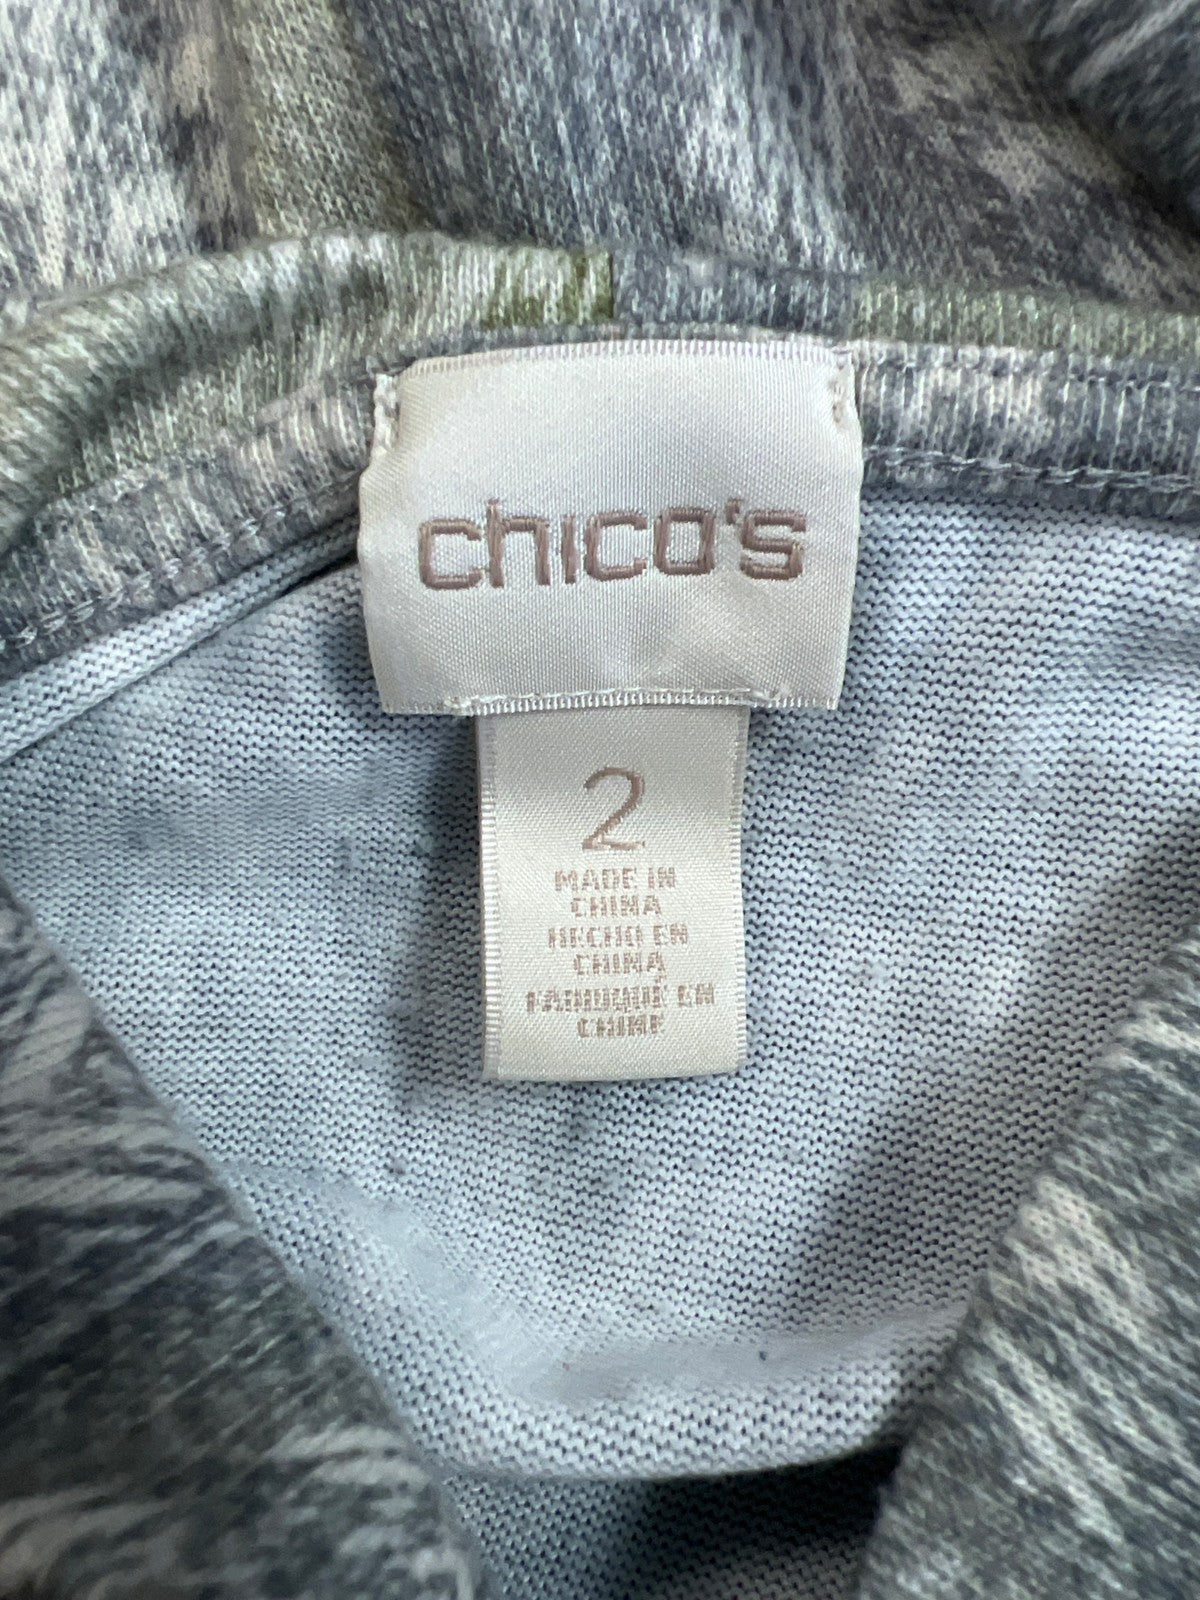 chico's
2
MADE IN
CHINA
HECHO EN
CHINA
FABRIQUÉ EN
CHINE